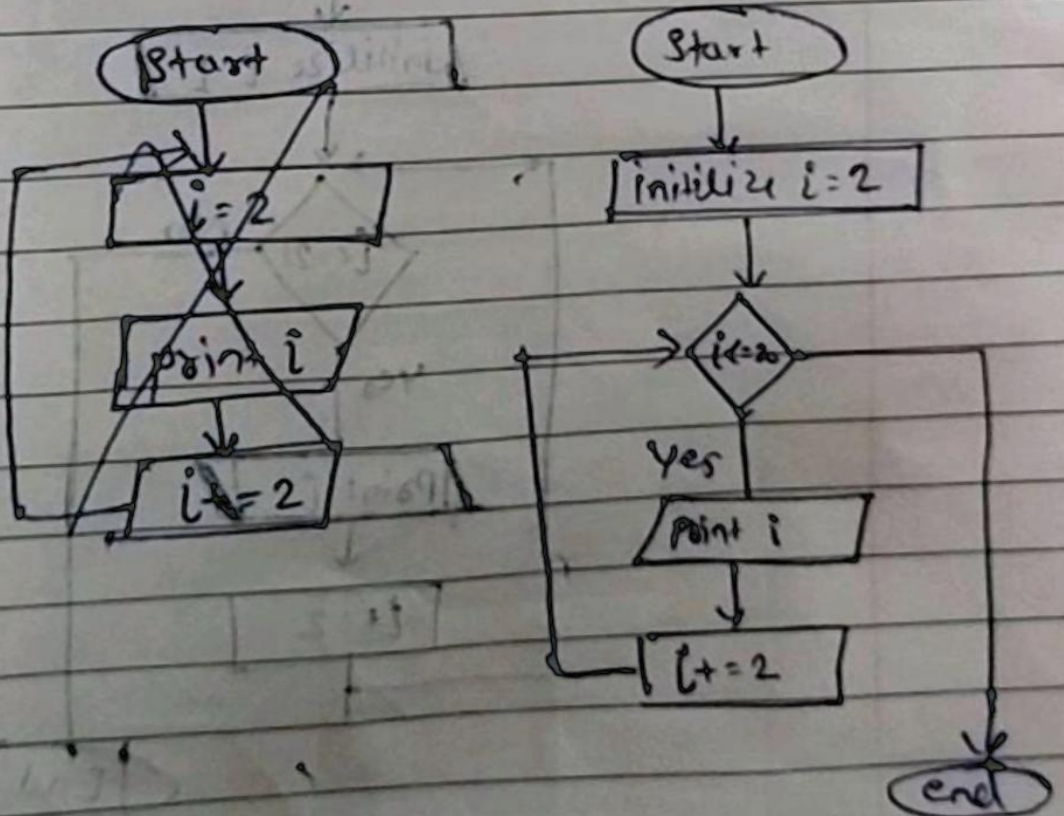 Start
i = 2
print i
i += 2
Start
initilize i = 2
i<=20
Yes
Print i
i += 2
end